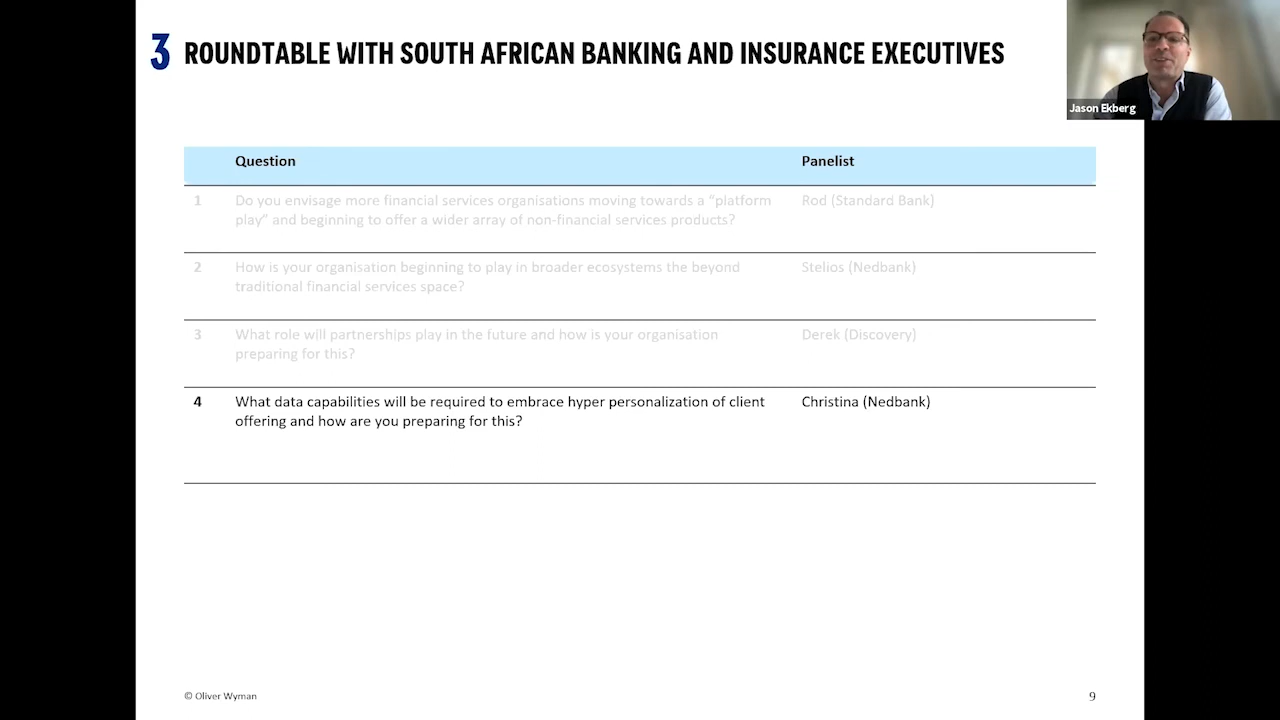 3 ROUNDTABLE WITH SOUTH AFRICAN BANKING AND INSURANCE EXECUTIVES
Jason Ekberg
Question Panelist
1 Do you envisage more financial services organisations moving towards a “platform Rod (Standard Bank)
play” and beginning to offer a wider array of non-financial services products?
2 How is your organisation beginning to play in broader ecosystems the beyond Stelios (Nedbank)
traditional financial services space?
3 What role will partnerships play in the future and how is your organisation Derek (Discovery)
preparing for this?
4 What data capabilities will be required to embrace hyper personalization of client Christina (Nedbank)
offering and how are you preparing for this?
© Oliver Wyman 9